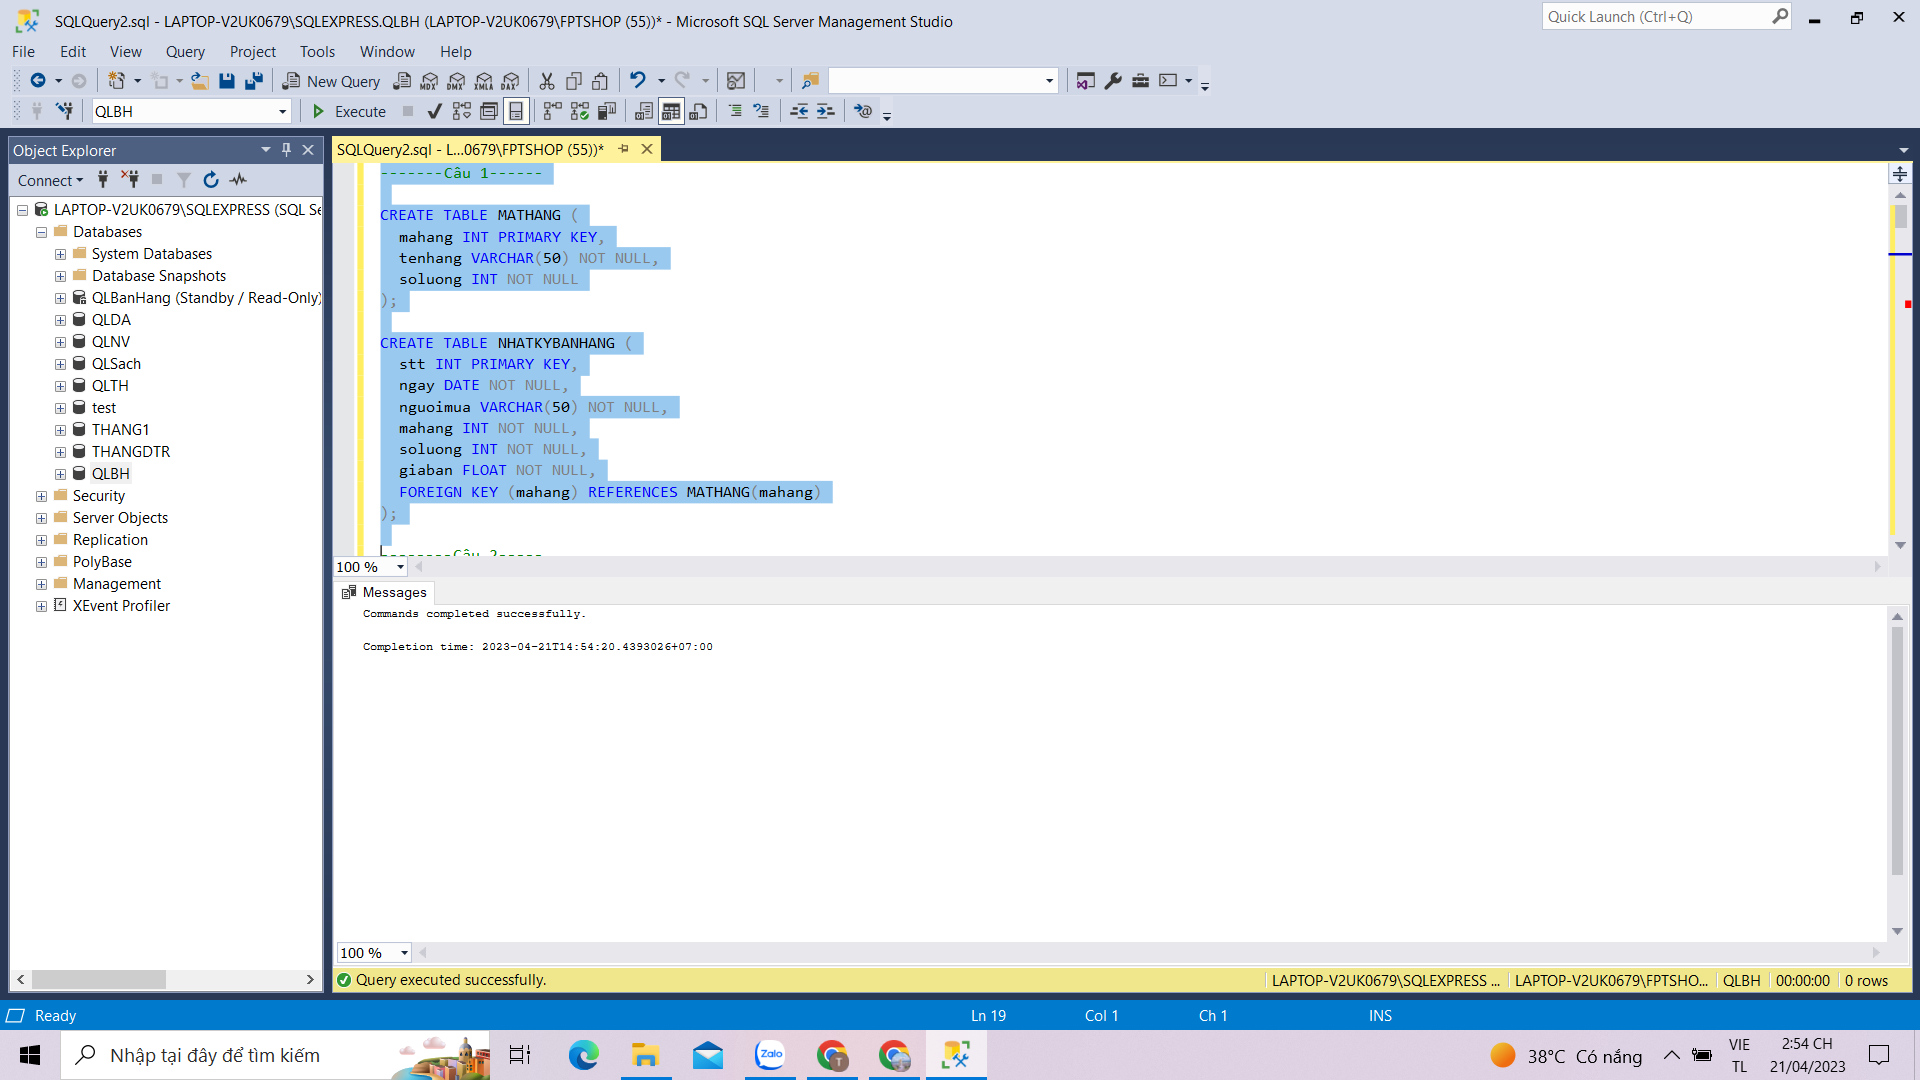 SQLQuery2.sql - LAPTOP-V2UK0679\SQLEXPRESS.QLBH (LAPTOP-V2UK0679\FPTSHOP (55))* - Microsoft SQL Server Management Studio
Quick Launch (Ctrl+Q)
File Edit View Query Project Tools Window Help
New Query MDX DMX XMLA DAX
QLBH Execute
Object Explorer
Connect
LAPTOP-V2UK0679\SQLEXPRESS (SQL Se
Databases
System Databases
Database Snapshots
QLBanHang (Standby / Read-Only)
QLDA
QLNV
QLSach
QLTH
test
THANG1
THANGDTR
QLBH
Security
Server Objects
Replication
PolyBase
Management
XEvent Profiler
SQLQuery2.sql - L...0679\FPTSHOP (55))*
-------Câu 1------
CREATE TABLE MATHANG (
mahang INT PRIMARY KEY,
tenhang VARCHAR(50) NOT NULL,
soluong INT NOT NULL
);
CREATE TABLE NHATKYBANHANG (
stt INT PRIMARY KEY,
ngay DATE NOT NULL,
nguoimua VARCHAR(50) NOT NULL,
mahang INT NOT NULL,
soluong INT NOT NULL,
giaban FLOAT NOT NULL,
FOREIGN KEY (mahang) REFERENCES MATHANG(mahang)
);
--------Câu 2-----
100 %
Messages
Commands completed successfully.
Completion time: 2023-04-21T14:54:20.4393026+07:00
100 %
Query executed successfully.
LAPTOP-V2UK0679\SQLEXPRESS ... LAPTOP-V2UK0679\FPTSHO... QLBH 00:00:00 0 rows
Ready Ln 19 Col 1 Ch 1 INS
Nhập tại đây để tìm kiếm
Zalo
T
38°C Có nắng
VIE
TL
2:54 CH
21/04/2023